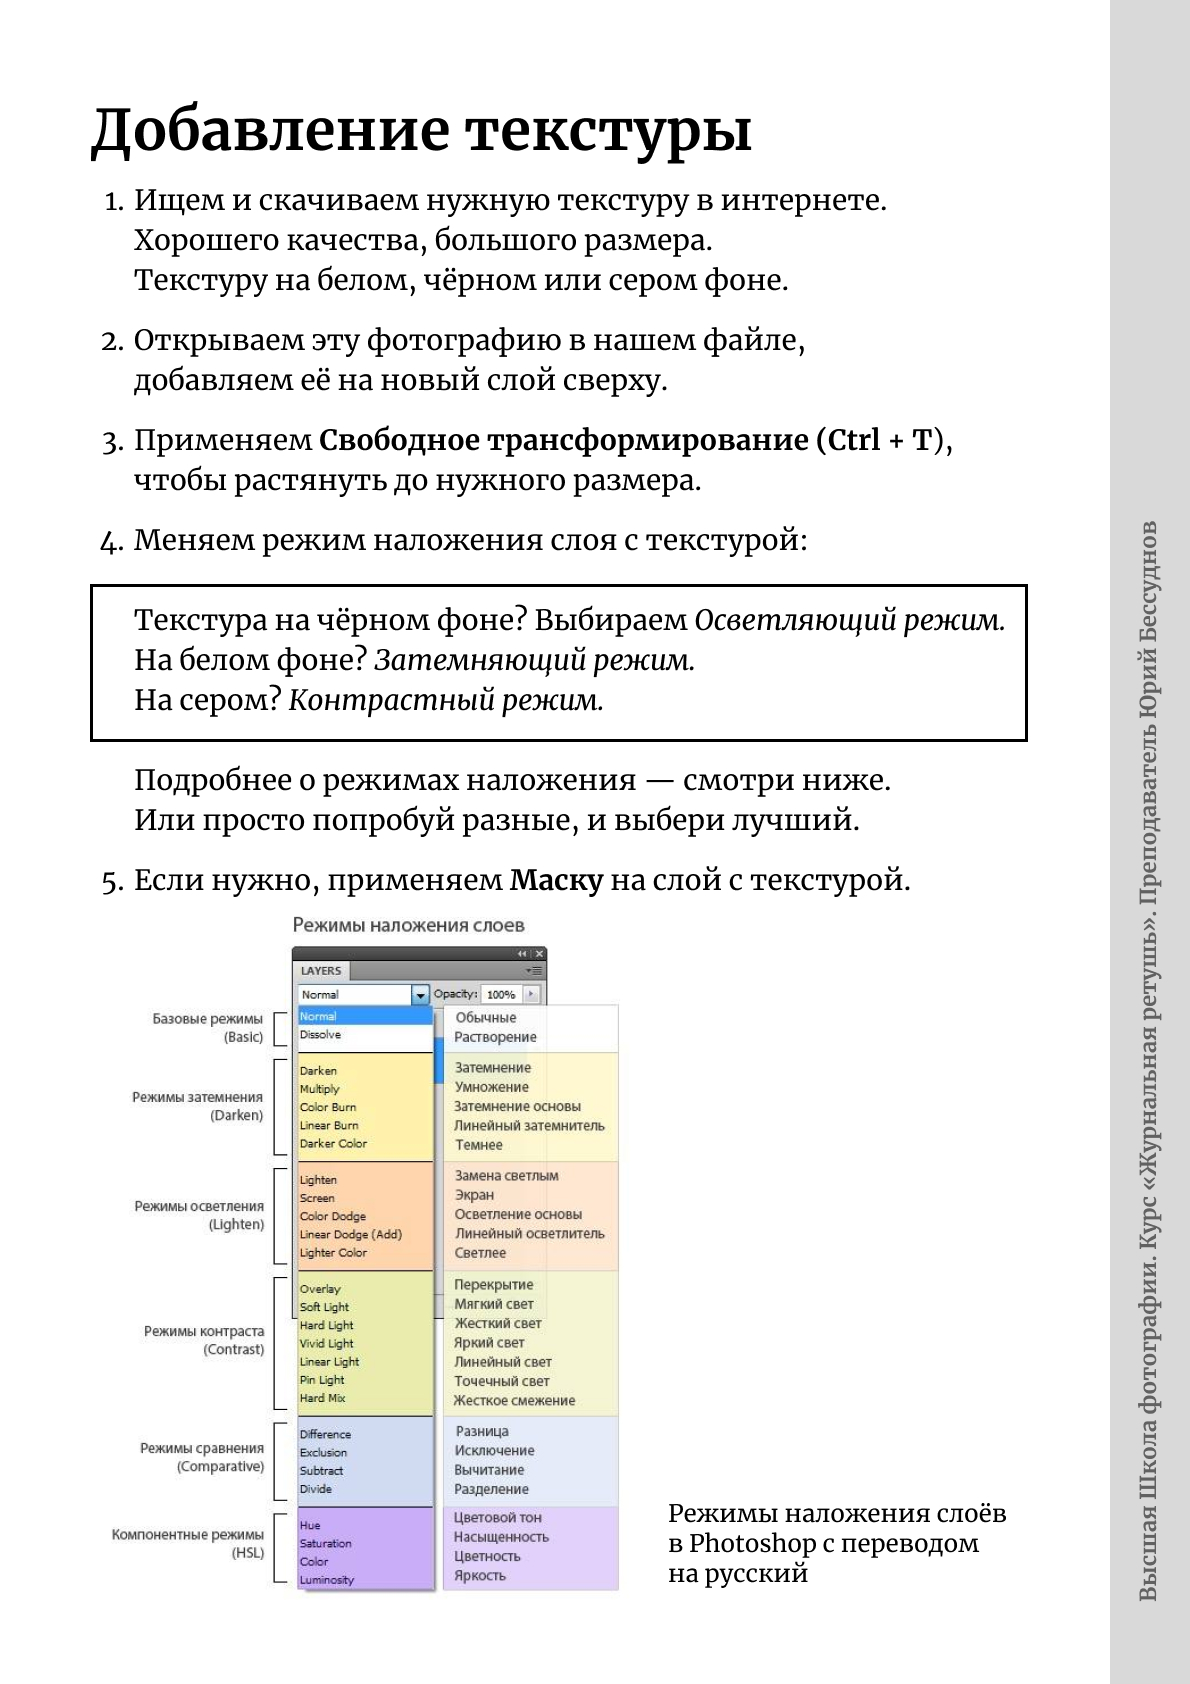 Добавление текстуры
1. Ищем и скачиваем нужную текстуру в интернете.
Хорошего качества, большого размера.
Текстуру на белом, чёрном или сером фоне.
2. Открываем эту фотографию в нашем файле,
добавляем её на новый слой сверху.
3. Применяем Свободное трансформирование (Ctrl + T),
чтобы растянуть до нужного размера.
4. Меняем режим наложения слоя с текстурой:
Текстура на чёрном фоне? Выбираем Осветляющий режим.
На белом фоне? Затемняющий режим.
На сером? Контрастный режим.
Подробнее о режимах наложения — смотри ниже.
Или просто попробуй разные, и выбери лучший.
5. Если нужно, применяем Маску на слой с текстурой.
Режимы наложения слоев
LAYERS
Normal Opacity: 100%
Базовые режимы
(Basic)
Normal Обычные
Dissolve Растворение
Режимы затемнения
(Darken)
Darken Затемнение
Multiply Умножение
Color Burn Затемнение основы
Linear Burn Линейный затемнитель
Darker Color Темнее
Режимы осветления
(Lighten)
Lighten Замена светлым
Screen Экран
Color Dodge Осветление основы
Linear Dodge (Add) Линейный осветлитель
Lighter Color Светлее
Режимы контраста
(Contrast)
Overlay Перекрытие
Soft Light Мягкий свет
Hard Light Жесткий свет
Vivid Light Яркий свет
Linear Light Линейный свет
Pin Light Точечный свет
Hard Mix Жесткое смежение
Режимы сравнения
(Comparative)
Difference Разница
Exclusion Исключение
Subtract Вычитание
Divide Разделение
Компонентные режимы
(HSL)
Hue Цветовой тон
Saturation Насыщенность
Color Цветность
Luminosity Яркость
Режимы наложения слоёв
в Photoshop с переводом
на русский
Высшая Школа фотографии. Курс «Журнальная ретушь». Преподаватель Юрий Бессуднов